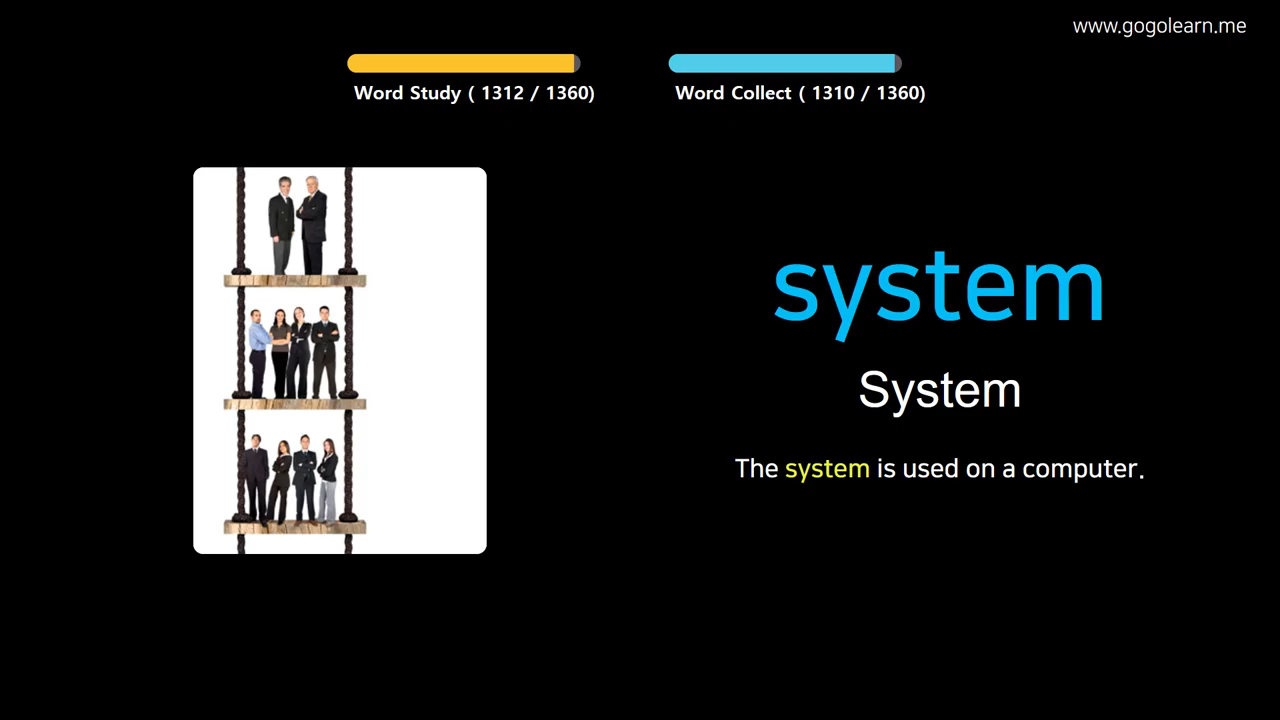 www.gogolearn.me
Word Study ( 1312 / 1360)
Word Collect ( 1310 / 1360)
system
System
The system is used on a computer.